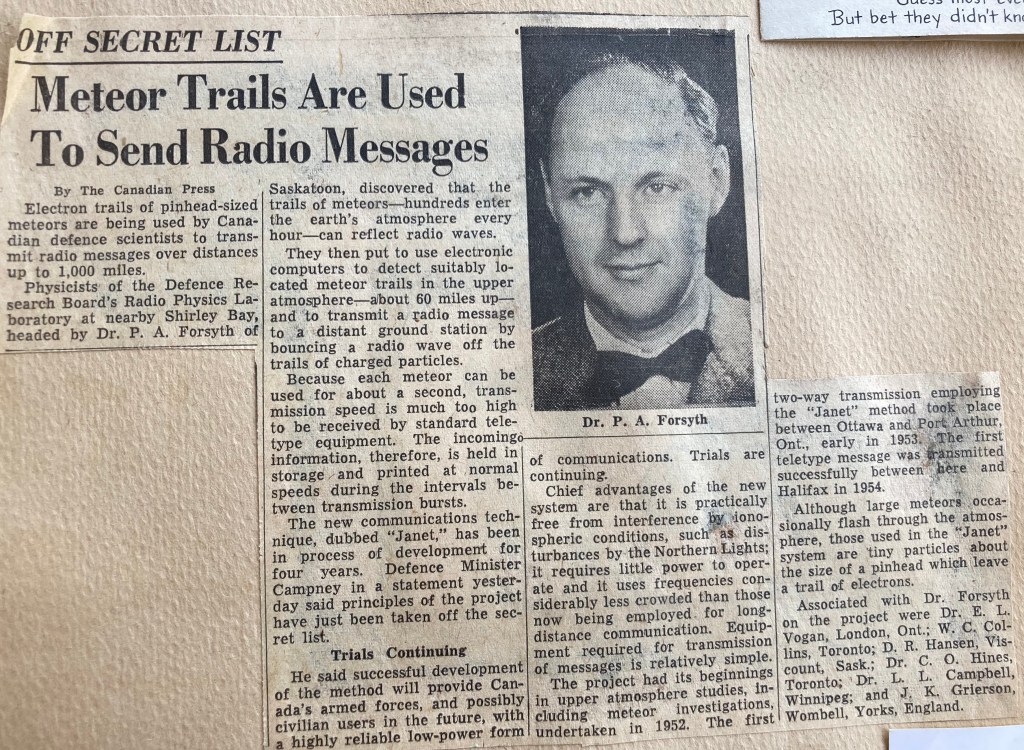 Guess most
But bet they didn't
OFF SECRET LIST
Meteor Trails Are Used
To Send Radio Messages
By The Canadian Press
Electron trails of pinhead-sized
meteors are being used by Cana-
dian defence scientists to trans-
mit radio messages over distances
up to 1,000 miles.
Physicists of the Defence Re-
search Board's Radio Physics La-
boratory at nearby Shirley Bay,
headed by Dr. P. A. Forsyth of
Saskatoon, discovered that the
trails of meteors—hundreds enter
the earth's atmosphere every
hour—can reflect radio waves.
They then put to use electronic
computers to detect suitably lo-
cated meteor trails in the upper
atmosphere—about 60 miles up—
and to transmit a radio message
to a distant ground station by
bouncing a radio wave off the
trails of charged particles.
Because each meteor can be
used for about a second, trans-
mission speed is much too high
to be received by standard tele-
type equipment. The incoming
information, therefore, is held in
storage and printed at normal
speeds during the intervals be-
tween transmission bursts.
The new communications tech-
nique, dubbed "Janet," has been
in process of development for
four years. Defence Minister
Campney in a statement yester-
day said principles of the project
have just been taken off the sec-
ret list.
Trials Continuing
He said successful development
of the method will provide Can-
ada's armed forces, and possibly
civilian users in the future, with
a highly reliable low-power form
Dr. P. A. Forsyth
of communications. Trials are
continuing.
Chief advantages of the new
system are that it is practically
free from interference by iono-
spheric conditions, such as dis-
turbances by the Northern Lights;
it requires little power to oper-
ate and it uses frequencies con-
siderably less crowded than those
now being employed for long-
distance communication. Equip-
ment required for transmission
of messages is relatively simple.
The project had its beginnings
in upper atmosphere studies, in-
cluding meteor investigations,
undertaken in 1952. The first
two-way transmission employing
the "Janet" method took place
between Ottawa and Port Arthur,
Ont., early in 1953. The first
teletype message was transmitted
successfully between here and
Halifax in 1954.
Although large meteors occa-
sionally flash through the atmos-
phere, those used in the "Janet"
system are tiny particles about
the size of a pinhead which leave
a trail of electrons.
Associated with Dr. Forsyth
on the project were Dr. E. L.
Vogan, London, Ont.; W. C. Col-
lins, Toronto; D. R. Hansen, Vis-
count, Sask.; Dr. C. O. Hines,
Toronto; Dr. L. L. Campbell,
Winnipeg; and J. K. Grierson,
Wombell, Yorks, England.